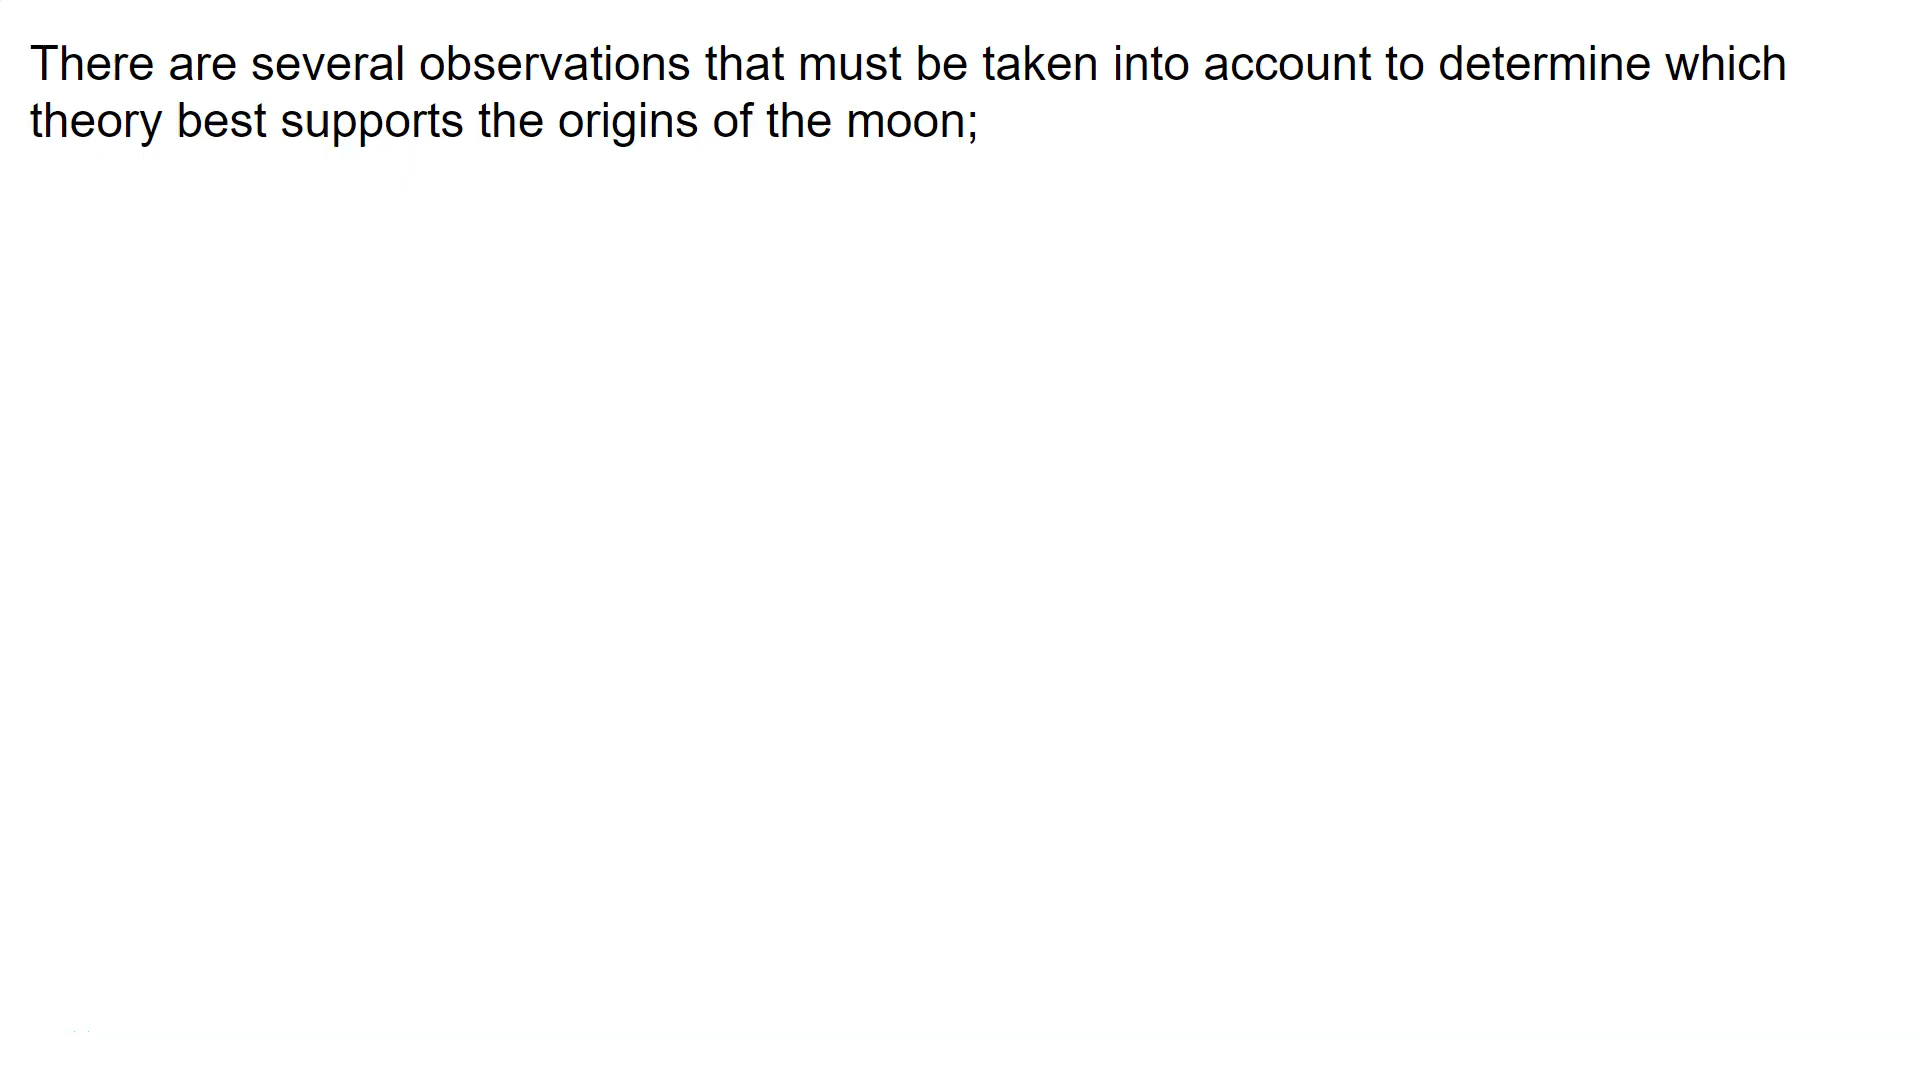 There are several observations that must be taken into account to determine which
theory best supports the origins of the moon;